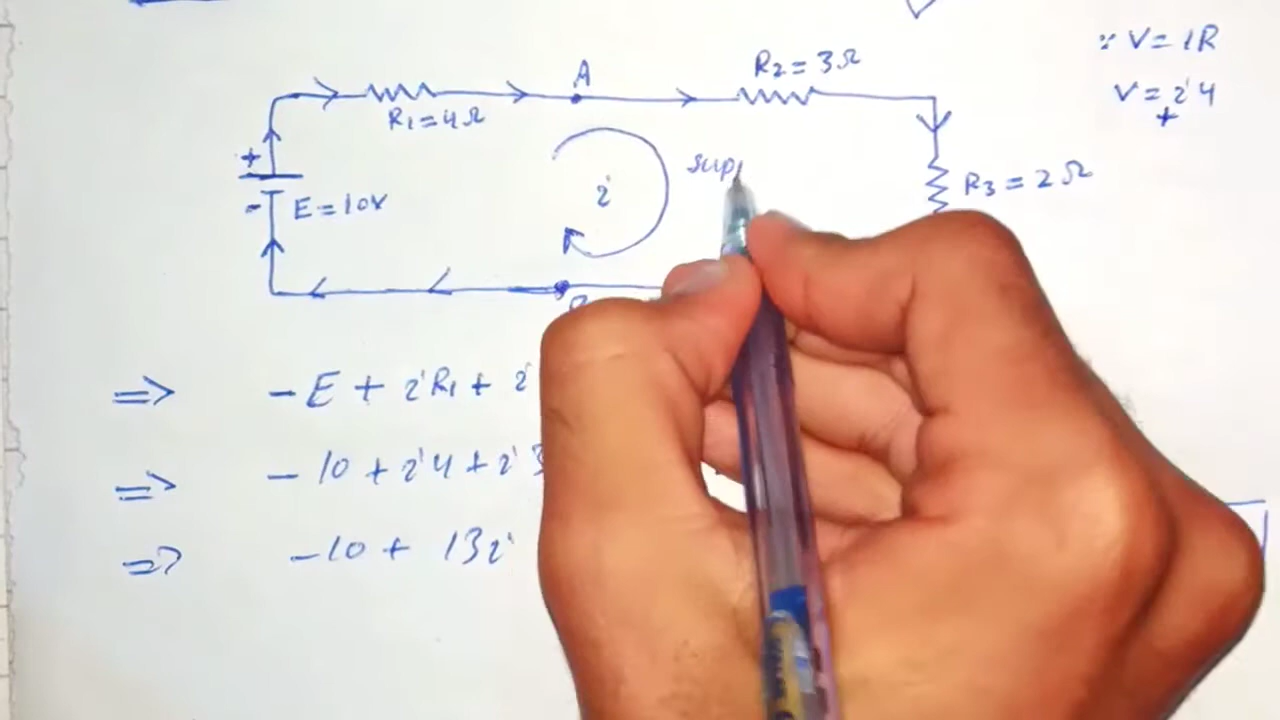 ∵ V = IR
R2 = 3Ω
A
V = i4
+
R1 = 4Ω
+
sup
i
R3 = 2Ω
- E = 10V
⇒ -E + iR1 + i
⇒ -10 + i4 + i3
⇒ -10 + 13i